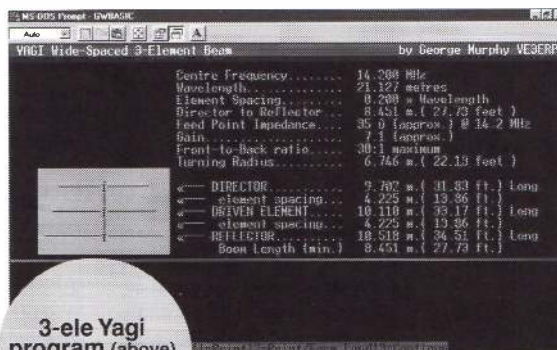 MS-DOS Prompt - GWBASIC
Auto A
YAGI Wide-Spaced 3-Element Beam by George Murphy VE3ERP
Centre Frequency........ 14.200 MHz
Wavelength.............. 21.127 metres
Element Spacing......... 0.200 × Wavelength
Director to Reflector... 8.451 m.( 27.73 feet )
Feed Point Impedance.... 35 Ω (approx.) @ 14.2 MHz
Gain.................... 7.1 (approx.)
Front-to-Back ratio..... 30:1 maximum
Turning Radius.......... 6.746 m.( 22.13 feet )
«── DIRECTOR........ 9.702 m.( 31.83 ft.) Long
«── element spacing... 4.225 m.( 13.86 ft.)
«── DRIVEN ELEMENT..... 10.110 m.( 33.17 ft.) Long
«── element spacing... 4.225 m.( 13.86 ft.)
«── REFLECTOR........ 10.518 m.( 34.51 ft.) Long
Boom Length (min.) 8.451 m.( 27.73 ft.)
3-ele Yagi
program (above)